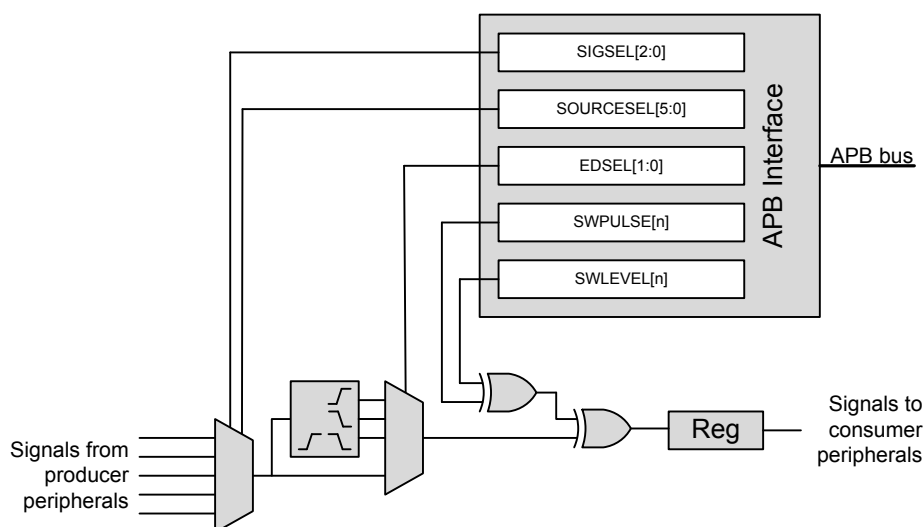 SIGSEL[2:0]
SOURCESEL[5:0]
EDSEL[1:0]
SWPULSE[n]
SWLEVEL[n]
APB Interface
APB bus
Signals from
producer
peripherals
Reg
Signals to
consumer
peripherals